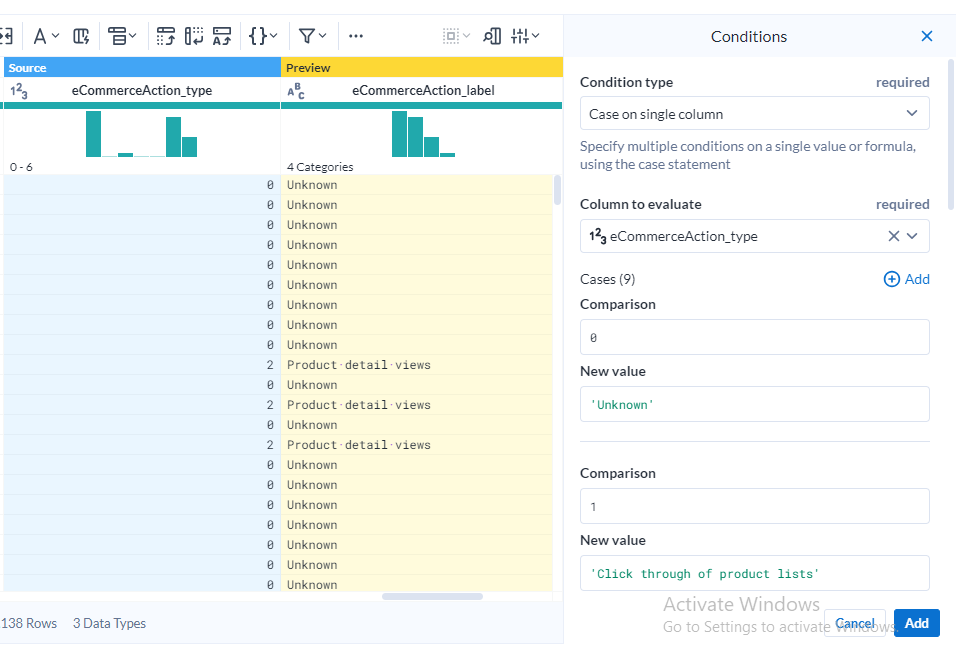 Conditions
Source
Preview
123 eCommerceAction_type
ABC eCommerceAction_label
0 - 6
4 Categories
0 Unknown
0 Unknown
0 Unknown
0 Unknown
0 Unknown
0 Unknown
0 Unknown
0 Unknown
0 Unknown
2 Product·detail·views
0 Unknown
2 Product·detail·views
0 Unknown
2 Product·detail·views
0 Unknown
0 Unknown
0 Unknown
0 Unknown
0 Unknown
0 Unknown
0 Unknown
138 Rows
3 Data Types
Condition type required
Case on single column
Specify multiple conditions on a single value or formula,
using the case statement
Column to evaluate required
123 eCommerceAction_type
Cases (9) Add
Comparison
0
New value
'Unknown'
Comparison
1
New value
'Click through of product lists'
Activate Windows
Go to Settings to activate Windows.
Cancel
Add